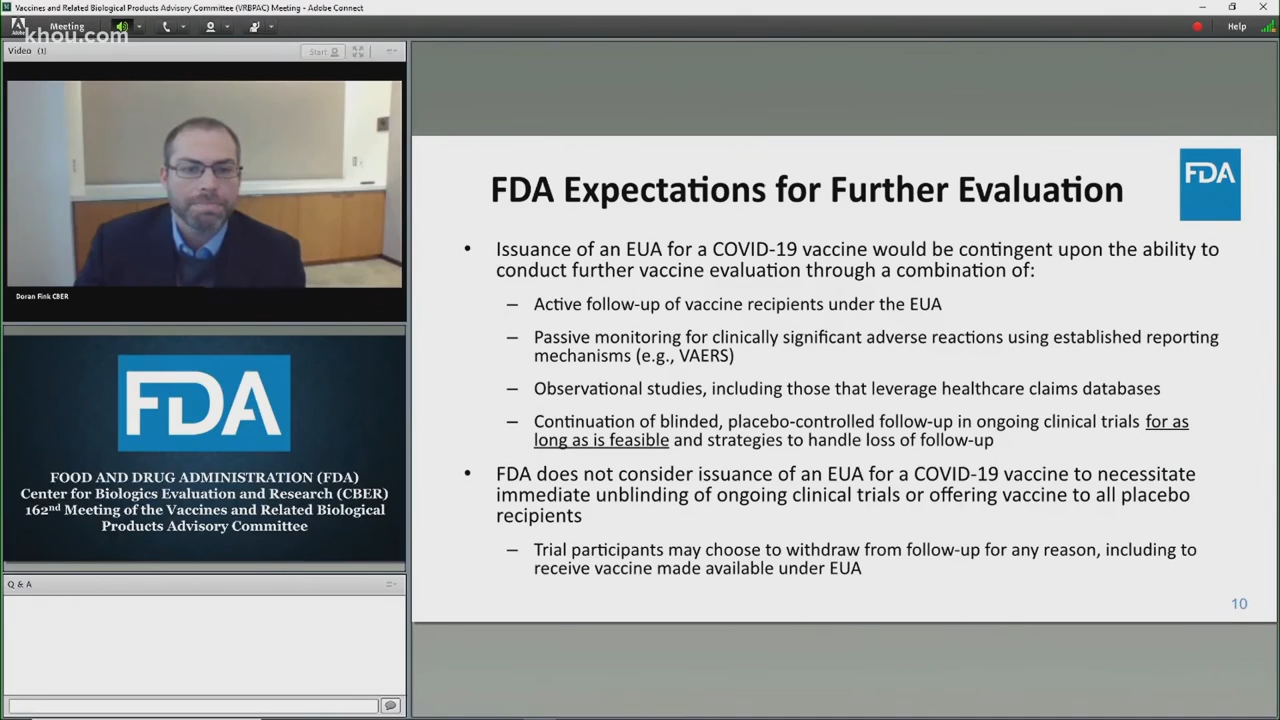 Vaccines and Related Biological Products Advisory Committee (VRBPAC) Meeting - Adobe Connect
Meeting
Help
khou.com
Video (1)
Start
Doran Fink CBER
FDA
FOOD AND DRUG ADMINISTRATION (FDA)
Center for Biologics Evaluation and Research (CBER)
162nd Meeting of the Vaccines and Related Biological
Products Advisory Committee
Q & A
FDA Expectations for Further Evaluation
FDA
• Issuance of an EUA for a COVID-19 vaccine would be contingent upon the ability to
conduct further vaccine evaluation through a combination of:
– Active follow-up of vaccine recipients under the EUA
– Passive monitoring for clinically significant adverse reactions using established reporting
mechanisms (e.g., VAERS)
– Observational studies, including those that leverage healthcare claims databases
– Continuation of blinded, placebo-controlled follow-up in ongoing clinical trials for as
long as is feasible and strategies to handle loss of follow-up
• FDA does not consider issuance of an EUA for a COVID-19 vaccine to necessitate
immediate unblinding of ongoing clinical trials or offering vaccine to all placebo
recipients
– Trial participants may choose to withdraw from follow-up for any reason, including to
receive vaccine made available under EUA
10